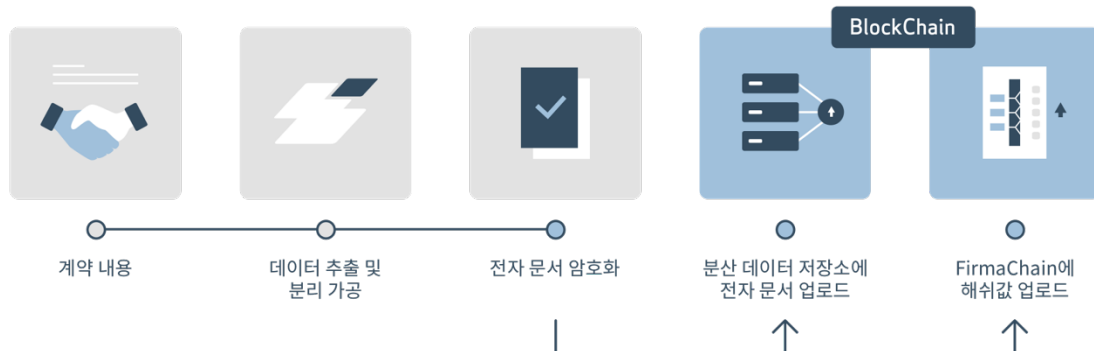 BlockChain
계약 내용
데이터 추출 및
분리 가공
전자 문서 암호화
분산 데이터 저장소에
전자 문서 업로드
FirmaChain에
해쉬값 업로드